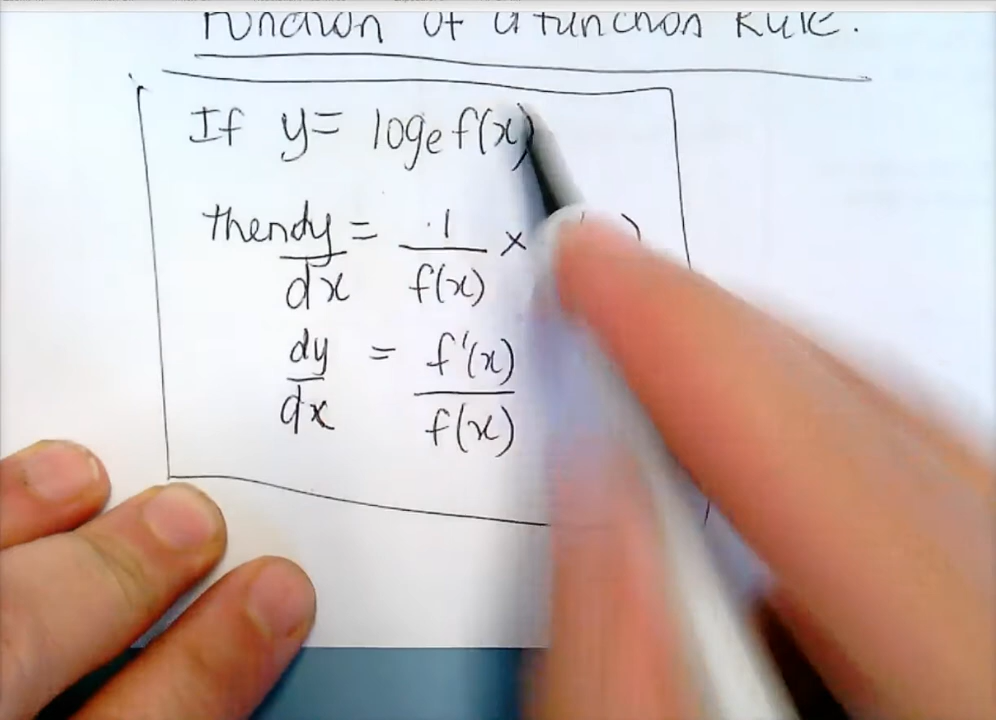 Function of a function Rule.
If y = logₑ f(x)
then dy/dx = 1/f(x) ×
dy/dx = f'(x)/f(x)